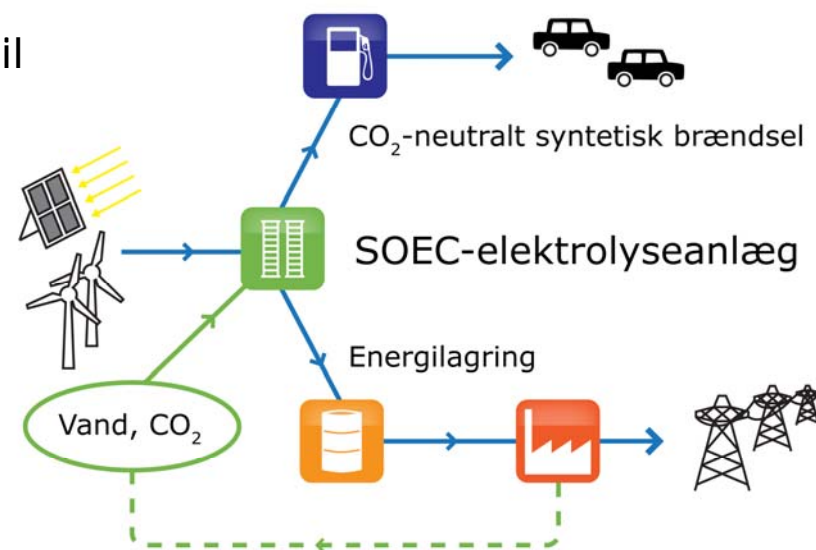 il
CO₂-neutralt syntetisk brændsel
SOEC-elektrolyseanlæg
Energilagring
Vand, CO₂